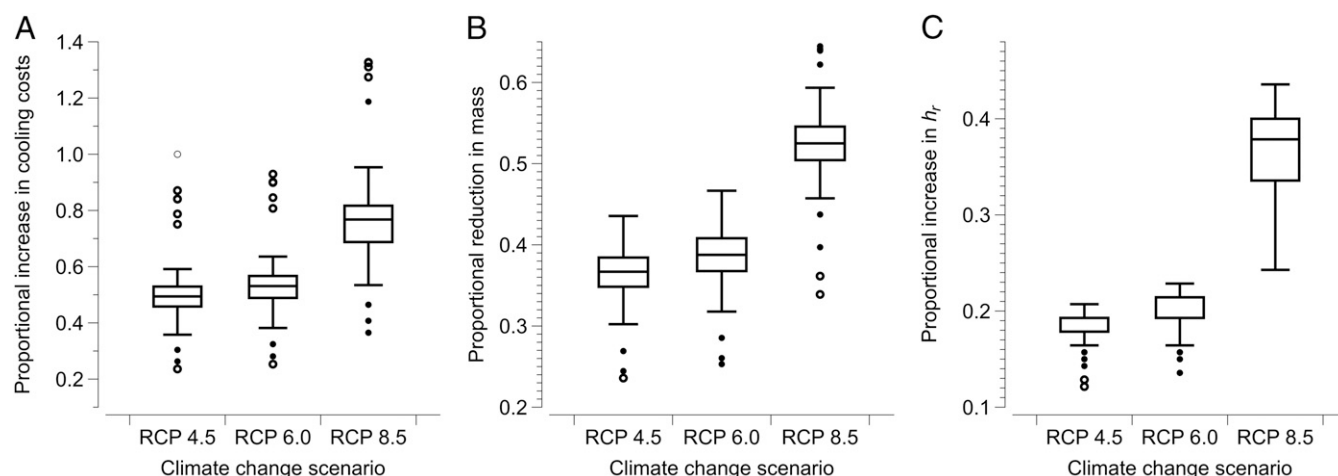 A
Proportional increase in cooling costs
1.4
1.2
1.0
0.8
0.6
0.4
0.2
RCP 4.5 RCP 6.0 RCP 8.5
Climate change scenario
B
Proportional reduction in mass
0.6
0.5
0.4
0.3
0.2
RCP 4.5 RCP 6.0 RCP 8.5
Climate change scenario
C
Proportional increase in hr
0.4
0.3
0.2
0.1
RCP 4.5 RCP 6.0 RCP 8.5
Climate change scenario